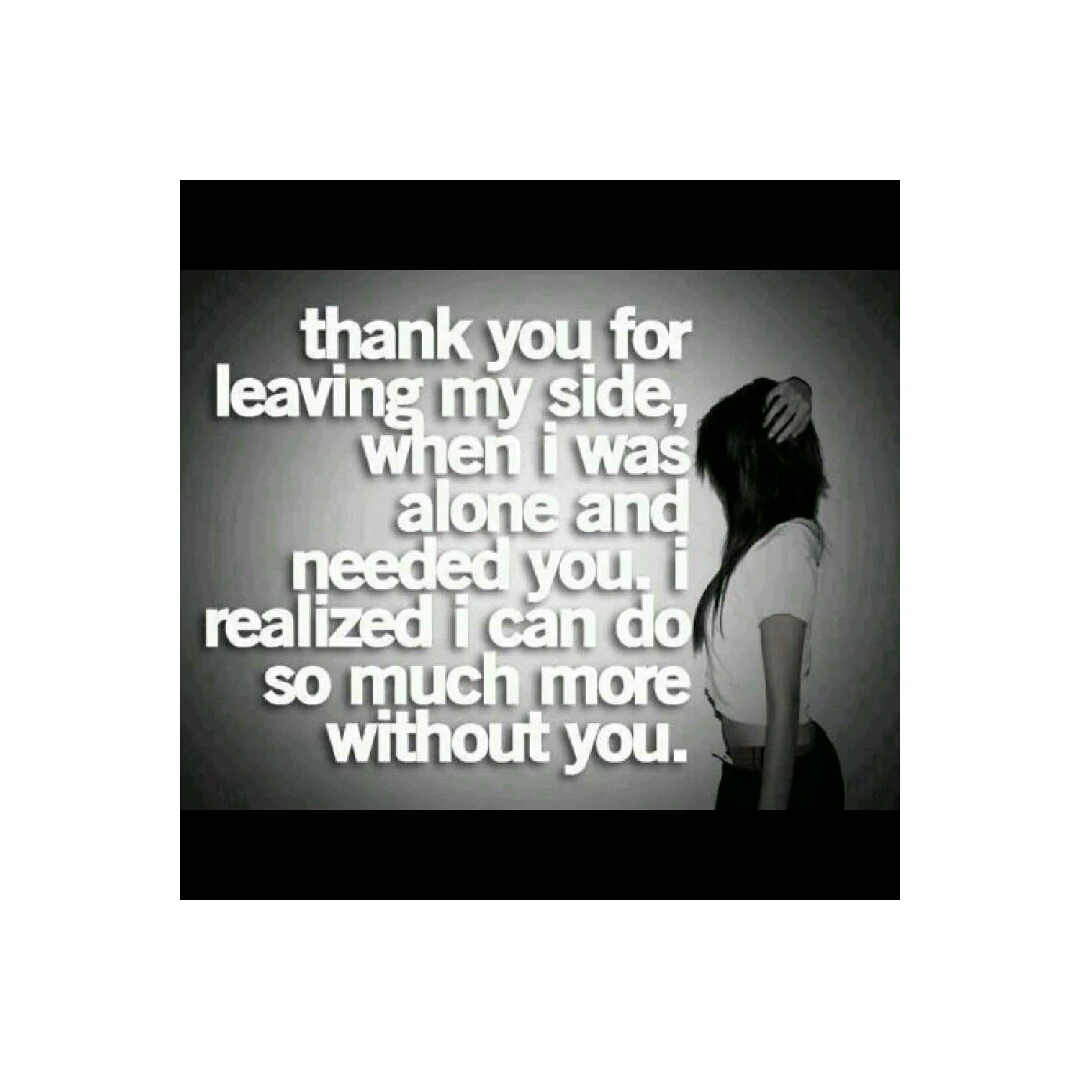 thank you for
leaving my side,
when i was
alone and
needed you. i
realized i can do
so much more
without you.